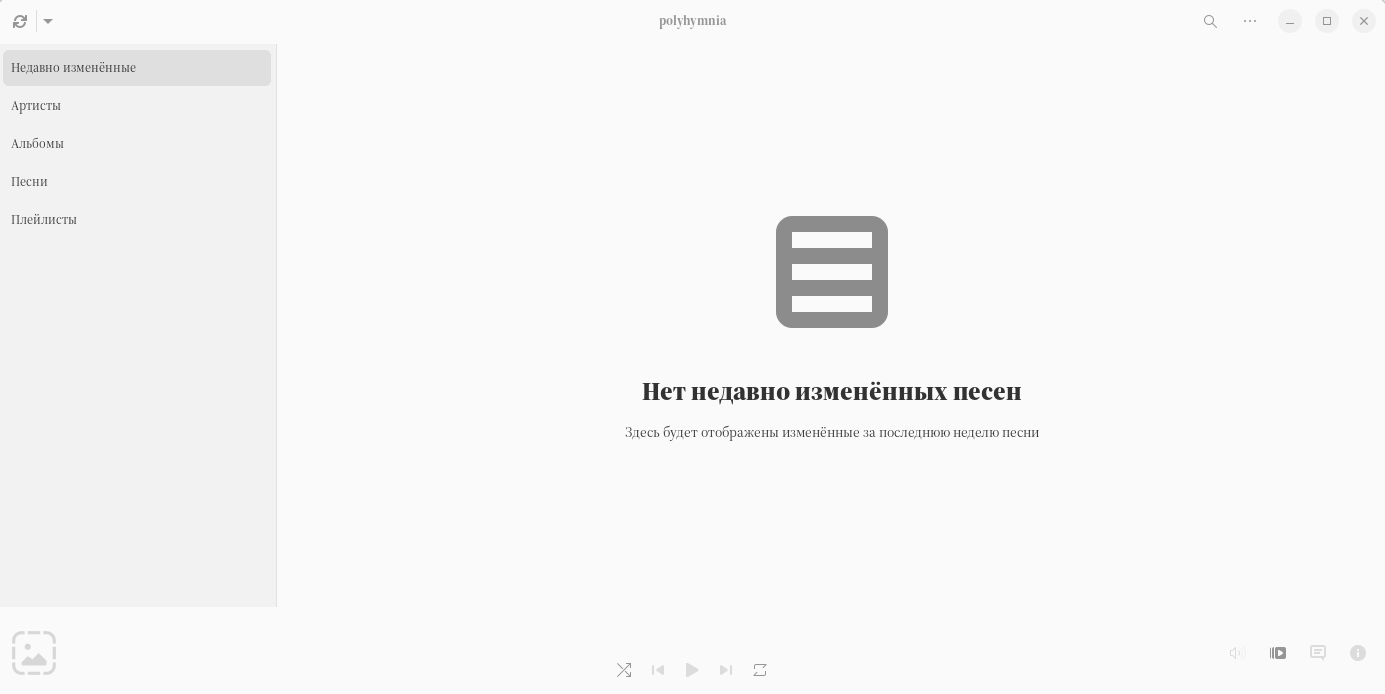 polyhymnia
Недавно изменённые
Артисты
Альбомы
Песни
Плейлисты
Нет недавно изменённых песен
Здесь будет отображены изменённые за последнюю неделю песни